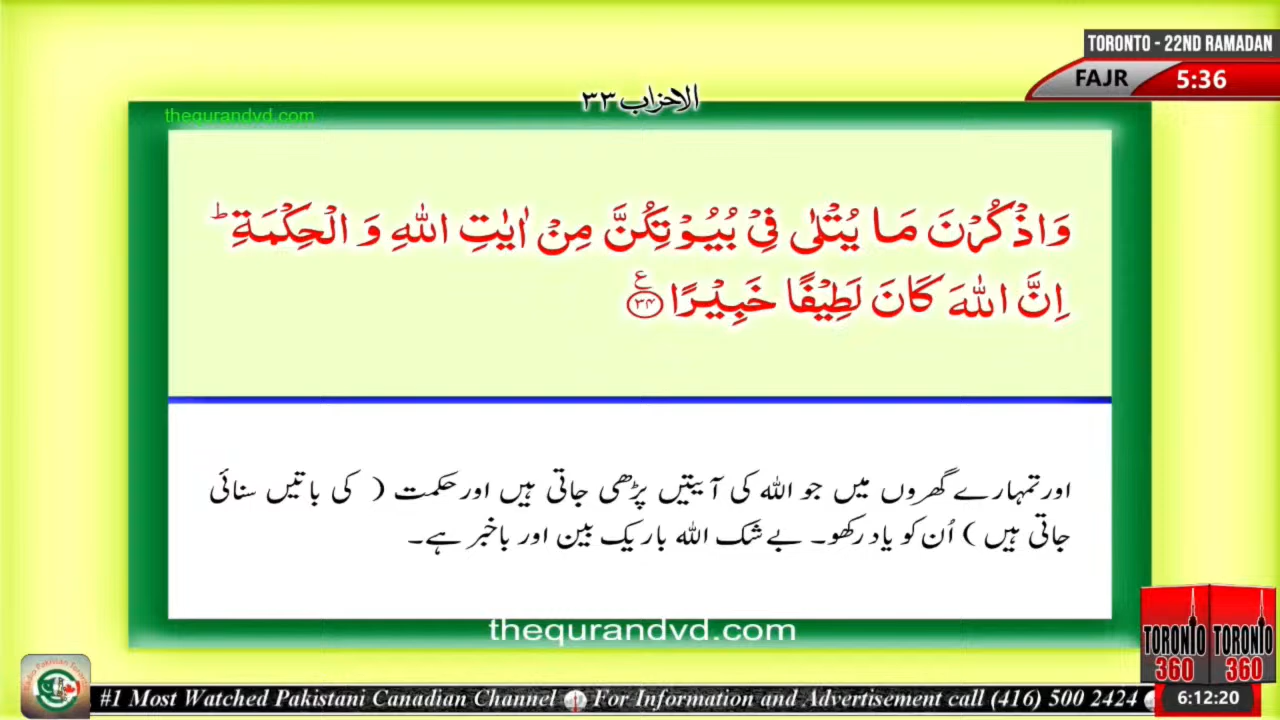 TORONTO - 22ND RAMADAN
FAJR 5:36
الاحزاب ٣٣
thequrandvd.com
وَاذْكُرْنَ مَا يُتْلٰى فِيْ بُيُوْتِكُنَّ مِنْ اٰيٰتِ اللّٰهِ وَ الْحِكْمَةِ ؕ
اِنَّ اللّٰهَ كَانَ لَطِيْفًا خَبِيْرًا ۳۴ ع
اور تمہارے گھروں میں جو اللہ کی آیتیں پڑھی جاتی ہیں اور حکمت ( کی باتیں سنائی
جاتی ہیں ) اُن کو یاد رکھو۔ بے شک اللہ باریک بین اور باخبر ہے۔
thequrandvd.com
TORONTO 360 TORONTO 360
#1 Most Watched Pakistani Canadian Channel For Information and Advertisement call (416) 500 2424
6:12:20